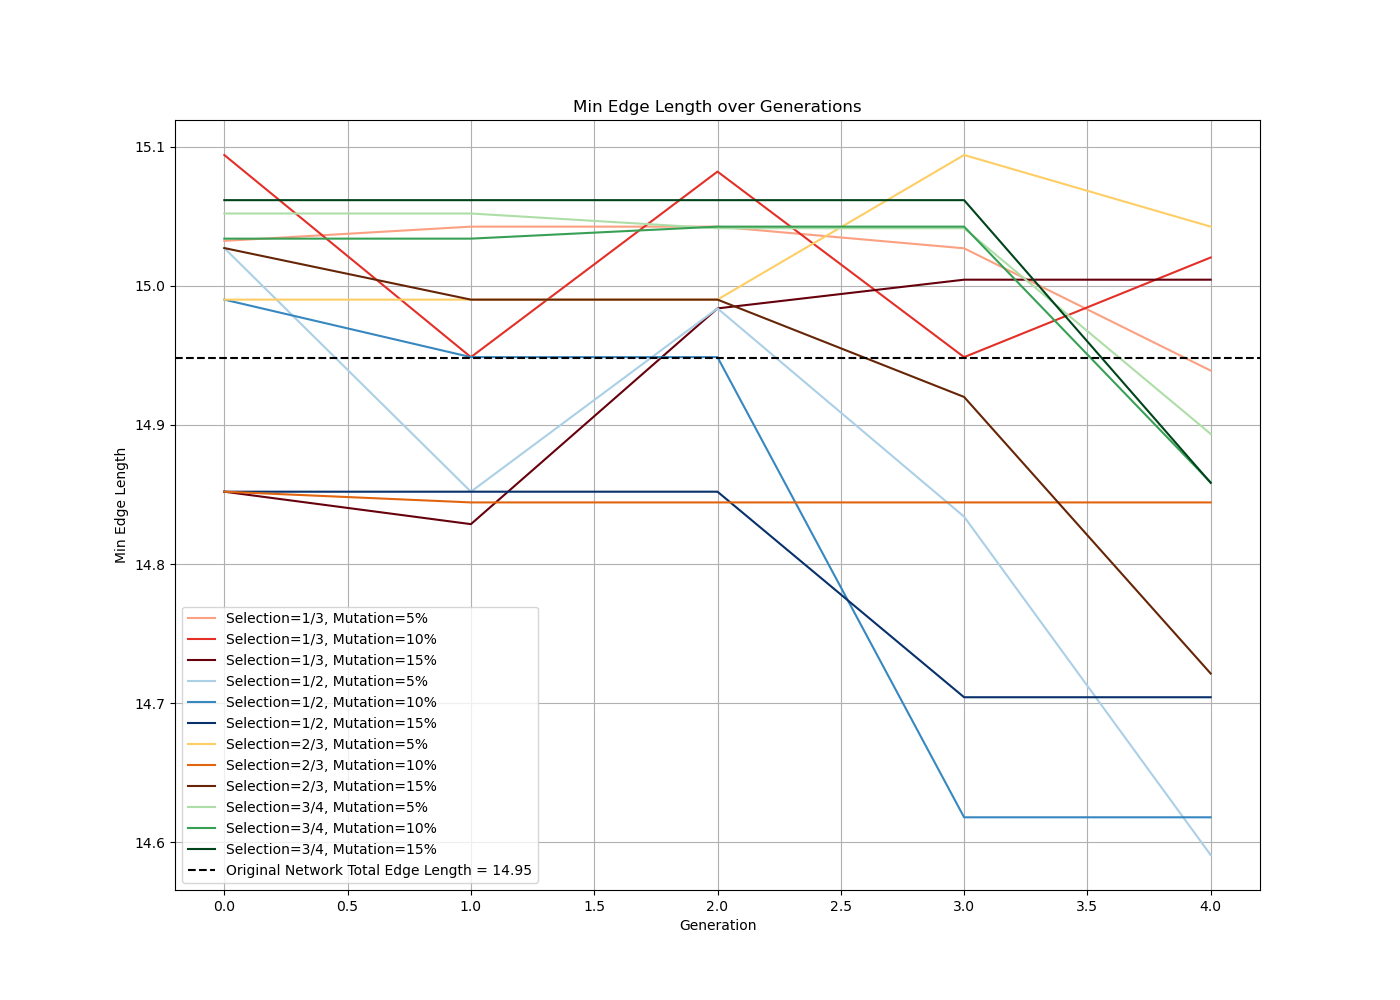 Min Edge Length over Generations
15.1
15.0
14.9
14.8
14.7
14.6
Min Edge Length
Selection=1/3, Mutation=5%
Selection=1/3, Mutation=10%
Selection=1/3, Mutation=15%
Selection=1/2, Mutation=5%
Selection=1/2, Mutation=10%
Selection=1/2, Mutation=15%
Selection=2/3, Mutation=5%
Selection=2/3, Mutation=10%
Selection=2/3, Mutation=15%
Selection=3/4, Mutation=5%
Selection=3/4, Mutation=10%
Selection=3/4, Mutation=15%
Original Network Total Edge Length = 14.95
0.0 0.5 1.0 1.5 2.0 2.5 3.0 3.5 4.0
Generation